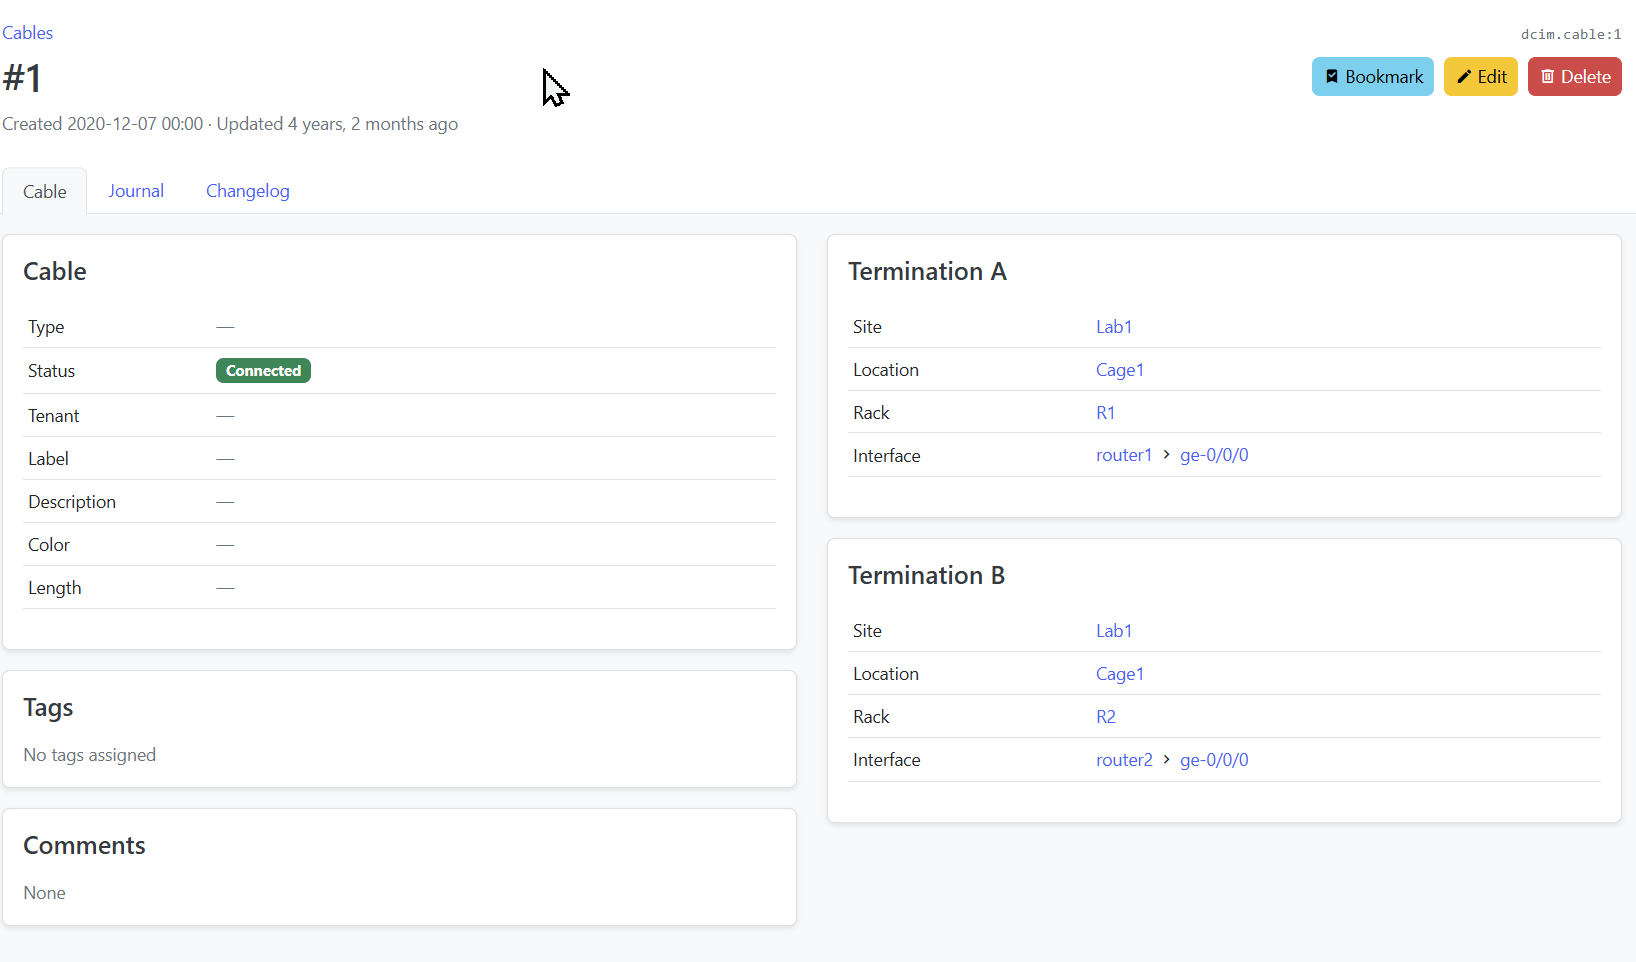 Cables
dcim.cable:1
#1
Bookmark
Edit
Delete
Created 2020-12-07 00:00 · Updated 4 years, 2 months ago
Cable
Journal
Changelog
Cable
Type —
Status Connected
Tenant —
Label —
Description —
Color —
Length —
Tags
No tags assigned
Comments
None
Termination A
Site Lab1
Location Cage1
Rack R1
Interface router1 > ge-0/0/0
Termination B
Site Lab1
Location Cage1
Rack R2
Interface router2 > ge-0/0/0